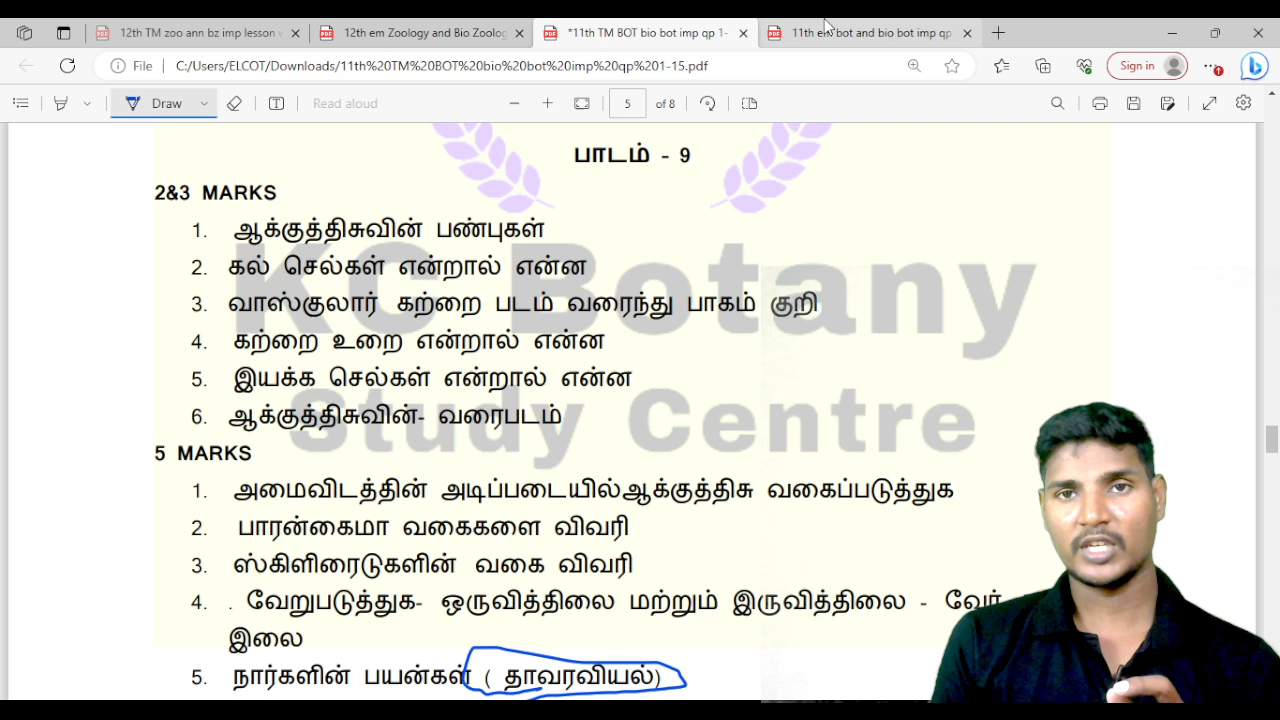 12th TM zoo ann bz imp lesson v
12th em Zoology and Bio Zoolog
*11th TM BOT bio bot imp qp 1-
11th em bot and bio bot imp qp
File
C:/Users/ELCOT/Downloads/11th%20TM%20BOT%20bio%20bot%20imp%20qp%201-15.pdf
Sign in
Draw
Read aloud
5 of 8
KC Botany
Study Centre
பாடம் - 9
2&3 MARKS
1. ஆக்குத்திசுவின் பண்புகள்
2. கல் செல்கள் என்றால் என்ன
3. வாஸ்குலார் கற்றை படம் வரைந்து பாகம் குறி
4. கற்றை உறை என்றால் என்ன
5. இயக்க செல்கள் என்றால் என்ன
6. ஆக்குத்திசுவின்- வரைபடம்
5 MARKS
1. அமைவிடத்தின் அடிப்படையில்ஆக்குத்திசு வகைப்படுத்துக
2. பாரன்கைமா வகைகளை விவரி
3. ஸ்கிளிரைடுகளின் வகை விவரி
4. . வேறுபடுத்துக- ஒருவித்திலை மற்றும் இருவித்திலை - வேர்
இலை
5. நார்களின் பயன்கள் ( தாவரவியல்)